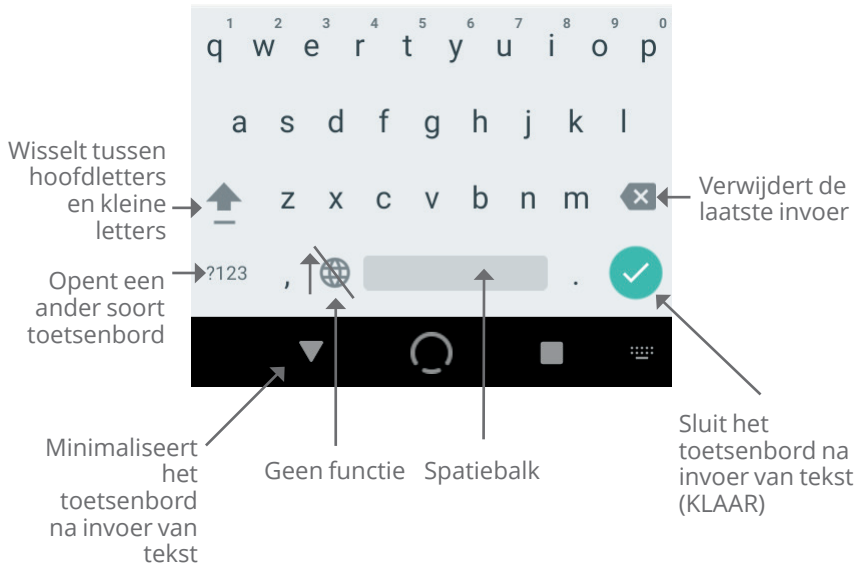 1 2 3 4 5 6 7 8 9 0
q w e r t y u i o p
a s d f g h j k l
Wisselt tussen
hoofdletters
en kleine
letters
z x c v b n m
Verwijdert de
laatste invoer
Opent een
ander soort
toetsenbord
?123 , .
Minimaliseert
het
toetsenbord
na invoer van
tekst
Geen functie
Spatiebalk
Sluit het
toetsenbord na
invoer van tekst
(KLAAR)